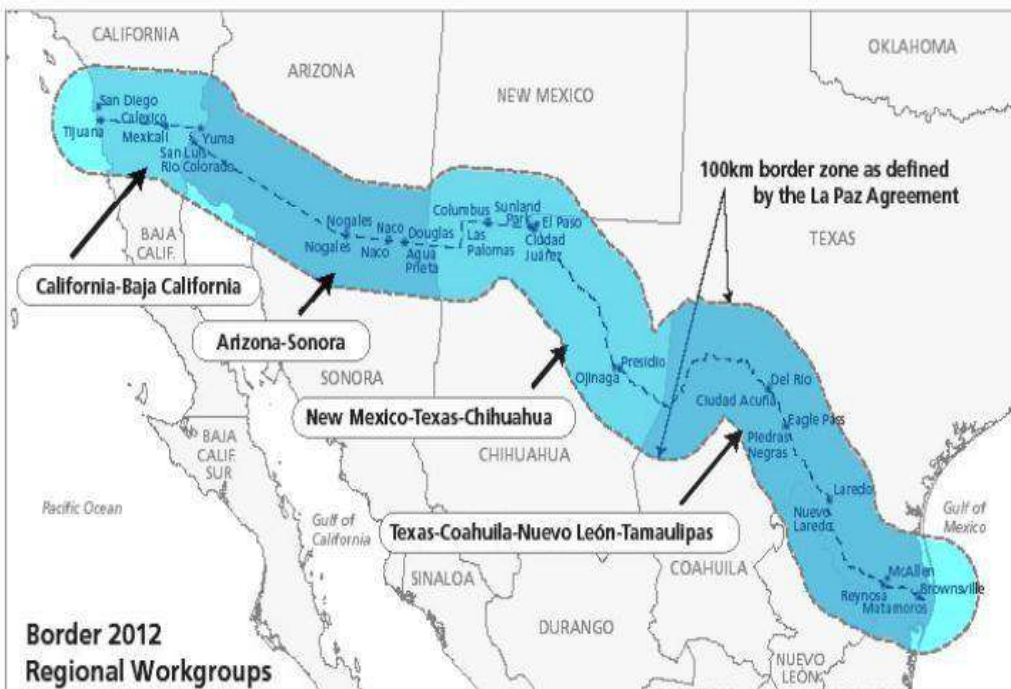 CALIFORNIA
ARIZONA
NEW MEXICO
OKLAHOMA
San Diego
Calexico
Tijuana
Mexicali
Yuma
San Luis
Rio Colorado
100km border zone as defined
by the La Paz Agreement
TEXAS
BAJA
CALIF.
Nogales
Nogales
Naco
Naco
Douglas
Agua
Prieta
Columbus
Las
Palomas
Sunland
Park
El Paso
Ciudad
Juárez
California-Baja California
Arizona-Sonora
SONORA
Presidio
Ojinaga
New Mexico-Texas-Chihuahua
CHIHUAHUA
Del Rio
Ciudad Acuña
Eagle Pass
Piedras
Negras
BAJA
CALIF.
SUR
Laredo
Nuevo
Laredo
Pacific Ocean
Gulf of
California
Gulf of
Mexico
Texas-Coahuila-Nuevo León-Tamaulipas
SINALOA
COAHUILA
McAllen
Brownsville
Reynosa
Matamoros
DURANGO
NUEVO
LEÓN
Border 2012
Regional Workgroups